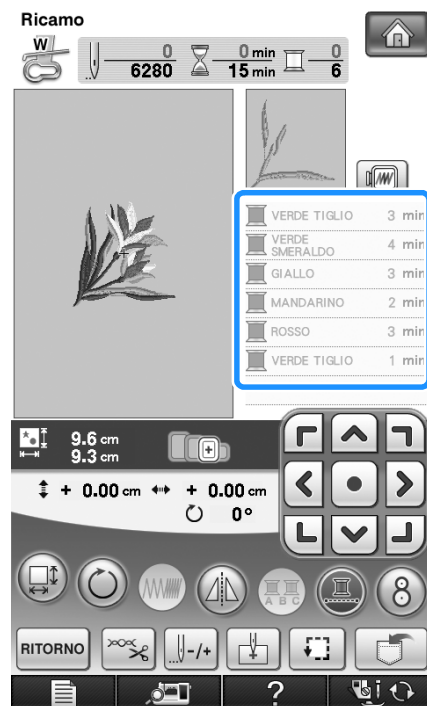 Ricamo
W
0 0 min 0
6280 15 min 6
VERDE TIGLIO 3 min
VERDE
SMERALDO 4 min
GIALLO 3 min
MANDARINO 2 min
ROSSO 3 min
VERDE TIGLIO 1 min
9.6 cm
9.3 cm
+ 0.00 cm + 0.00 cm
0°
A B C
8
RITORNO
-/+
?